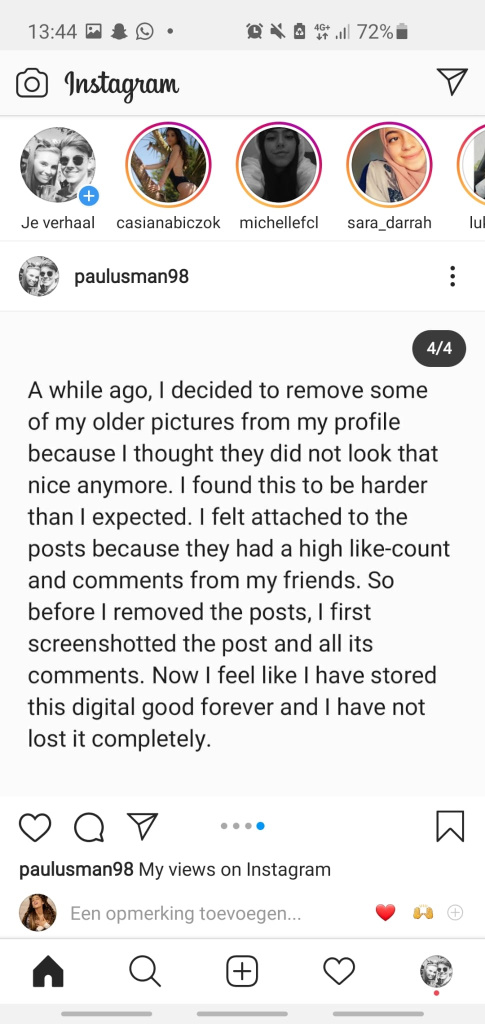 13:44 4G+ 72%
Instagram
Je verhaal casianabiczok michellefcl sara_darrah
paulusman98
4/4
A while ago, I decided to remove some
of my older pictures from my profile
because I thought they did not look that
nice anymore. I found this to be harder
than I expected. I felt attached to the
posts because they had a high like-count
and comments from my friends. So
before I removed the posts, I first
screenshotted the post and all its
comments. Now I feel like I have stored
this digital good forever and I have not
lost it completely.
paulusman98 My views on Instagram
Een opmerking toevoegen...